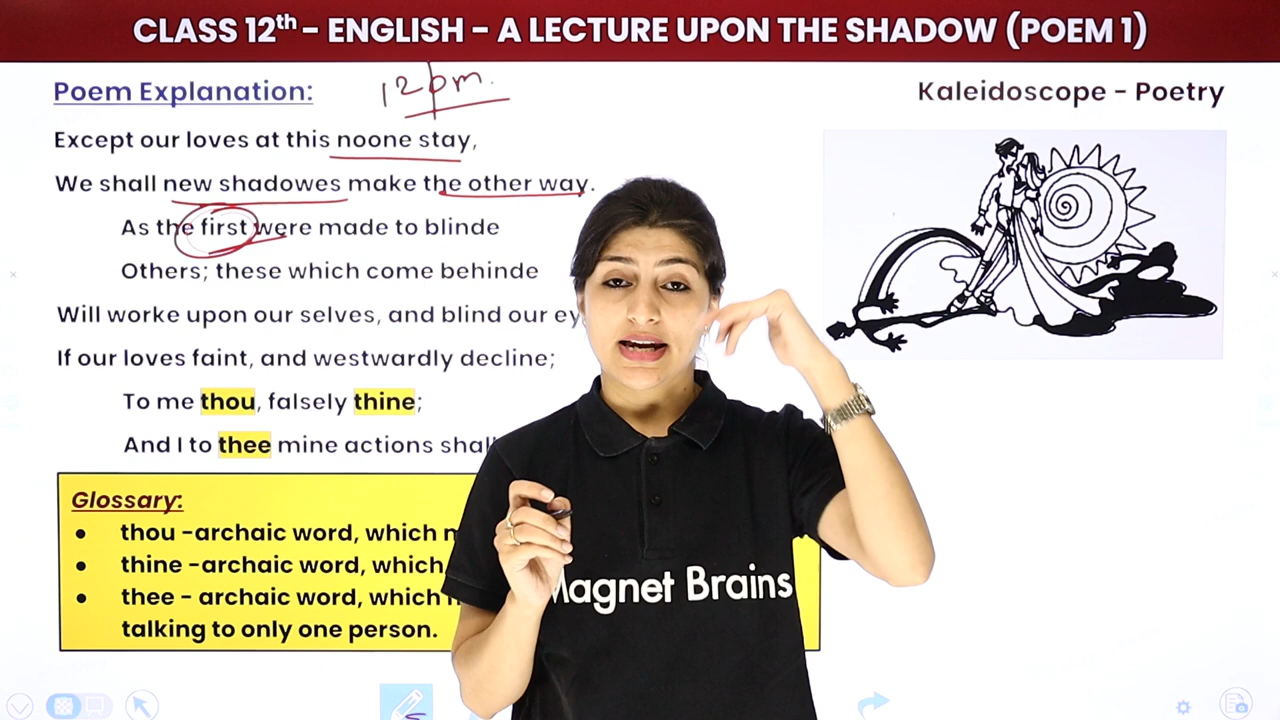 CLASS 12th - ENGLISH - A LECTURE UPON THE SHADOW (POEM 1)
Poem Explanation:
12 pm.
Kaleidoscope - Poetry
Except our loves at this noone stay,
We shall new shadowes make the other way.
As the first were made to blinde
Others; these which come behinde
Will worke upon our selves, and blind our
If our loves faint, and westwardly decline;
To me thou, falsely thine;
And I to thee mine actions
Glossary:
• thou -archaic word, which
• thine -archaic word, which
• thee - archaic word, which
talking to only one person.
Magnet Brains